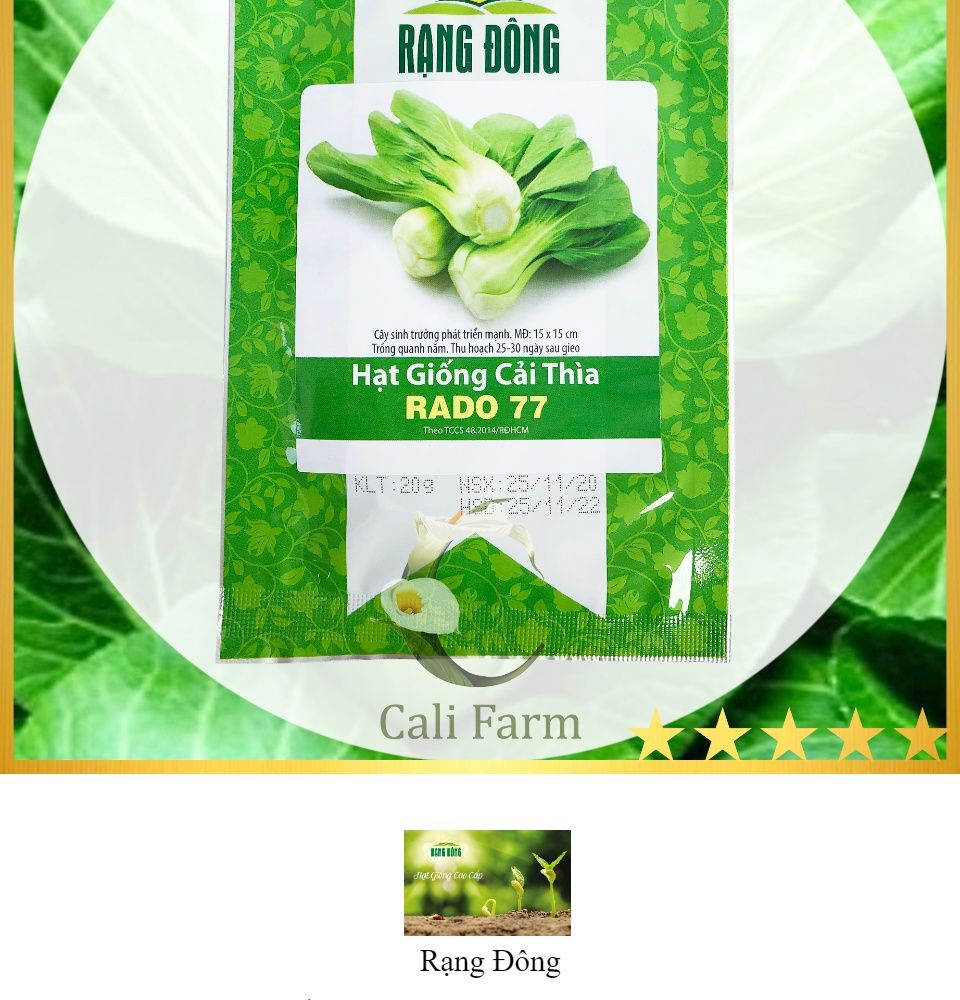 RẠNG ĐÔNG
Cây sinh trưởng phát triển mạnh. MĐ: 15 x 15 cm
Trồng quanh năm. Thu hoạch 25-30 ngày sau gieo
Hạt Giống Cải Thìa
RADO 77
Theo TCCS 48:2014/RĐHCM
KLT:20g NSX:25/11/20
HSD:25/11/22
Cali Farm
RẠNG ĐÔNG
Hạt Giống Cao Cấp
Rạng Đông